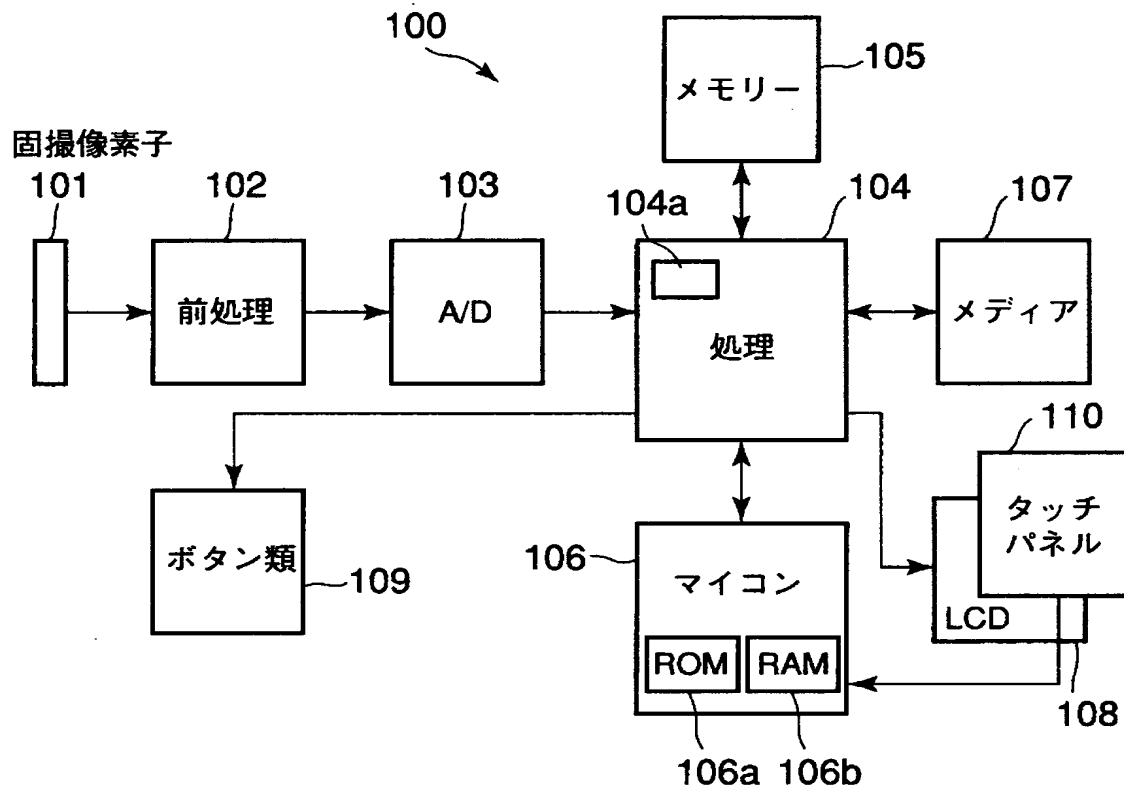 100
105
メモリー
固撮像素子
101
102
103
104a
104
107
前処理
A/D
処理
メディア
110
タッチ
パネル
ボタン類
109
106
マイコン
LCD
ROM
RAM
108
106a
106b